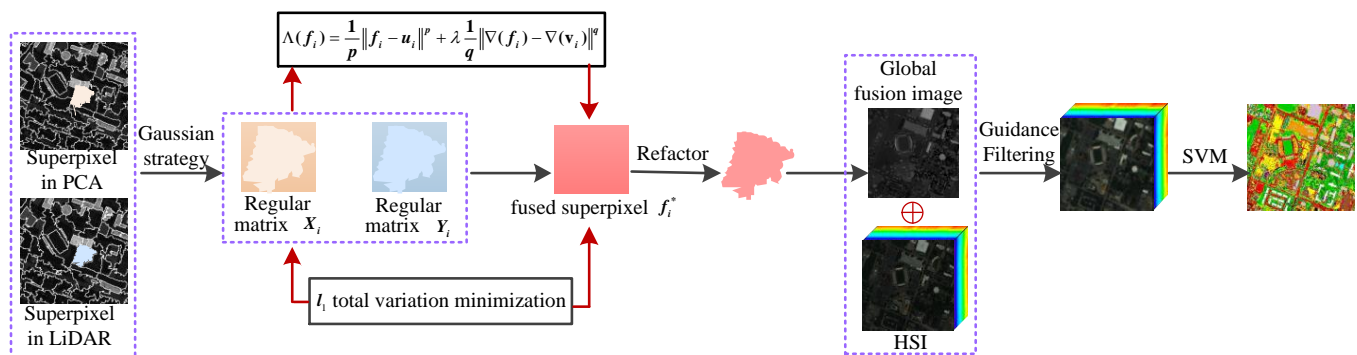 Λ(f_i) = 1/p ‖f_i − u_i‖^p + λ 1/q ‖∇(f_i) − ∇(v_i)‖^q
Superpixel
in PCA
Superpixel
in LiDAR
Gaussian
strategy
Regular
matrix X_i
Regular
matrix Y_i
l_1 total variation minimization
fused superpixel f_i^*
Refactor
Global
fusion image
HSI
Guidance
Filtering
SVM